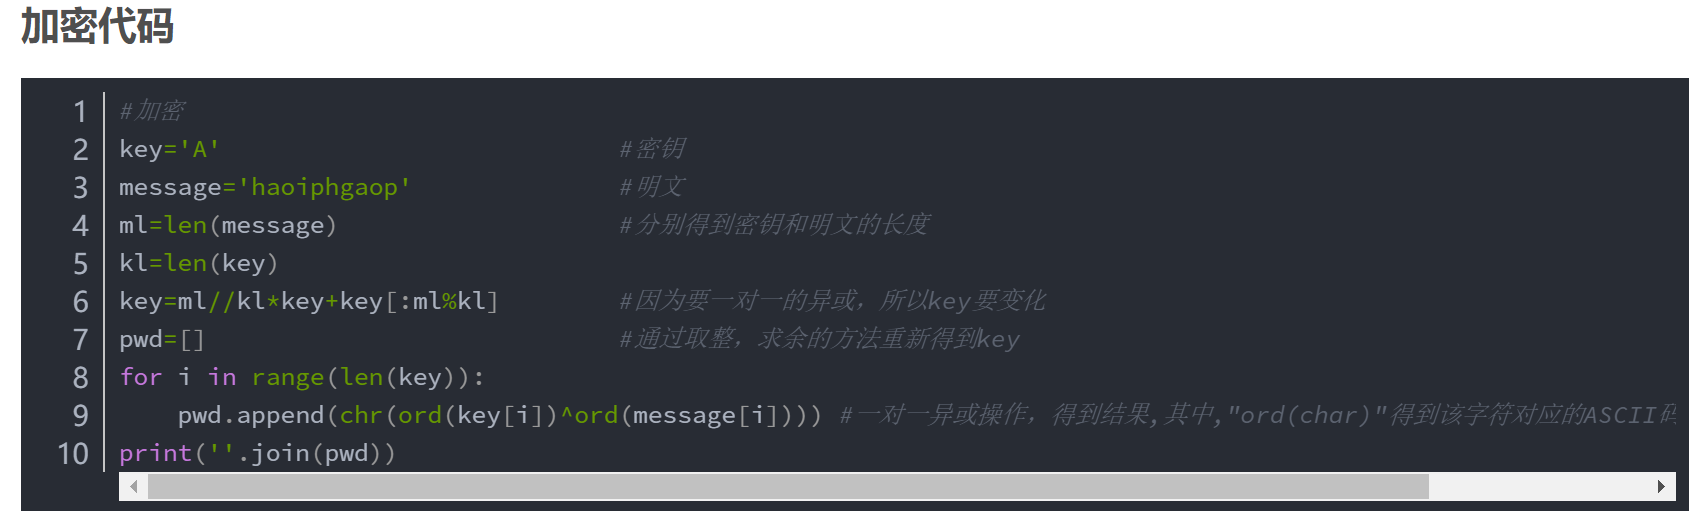 加密代码
1 #加密
2 key='A' #密钥
3 message='haoiphgaop' #明文
4 ml=len(message) #分别得到密钥和明文的长度
5 kl=len(key)
6 key=ml//kl*key+key[:ml%kl] #因为要一对一的异或，所以key要变化
7 pwd=[] #通过取整，求余的方法重新得到key
8 for i in range(len(key)):
9 pwd.append(chr(ord(key[i])^ord(message[i]))) #一对一异或操作，得到结果,其中,"ord(char)"得到该字符对应的ASCII码
10 print(''.join(pwd))